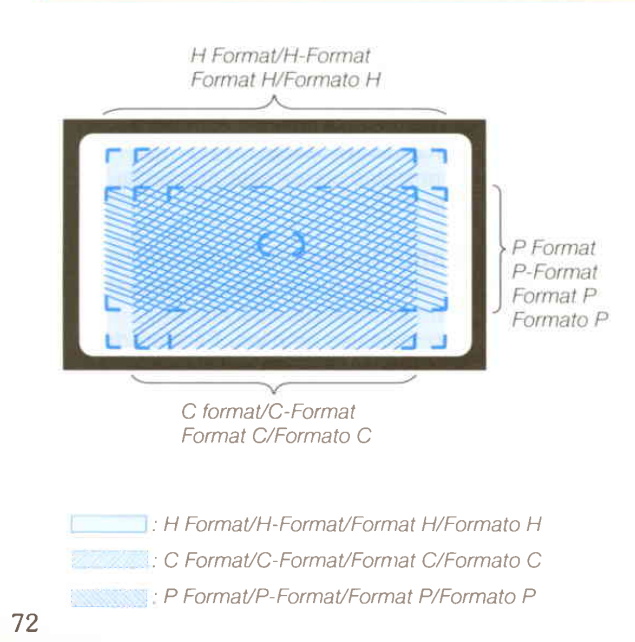 H Format/H-Format
Format H/Formato H
P Format
P-Format
Format P
Formato P
C format/C-Format
Format C/Formato C
: H Format/H-Format/Format H/Formato H
: C Format/C-Format/Format C/Formato C
: P Format/P-Format/Format P/Formato P
72